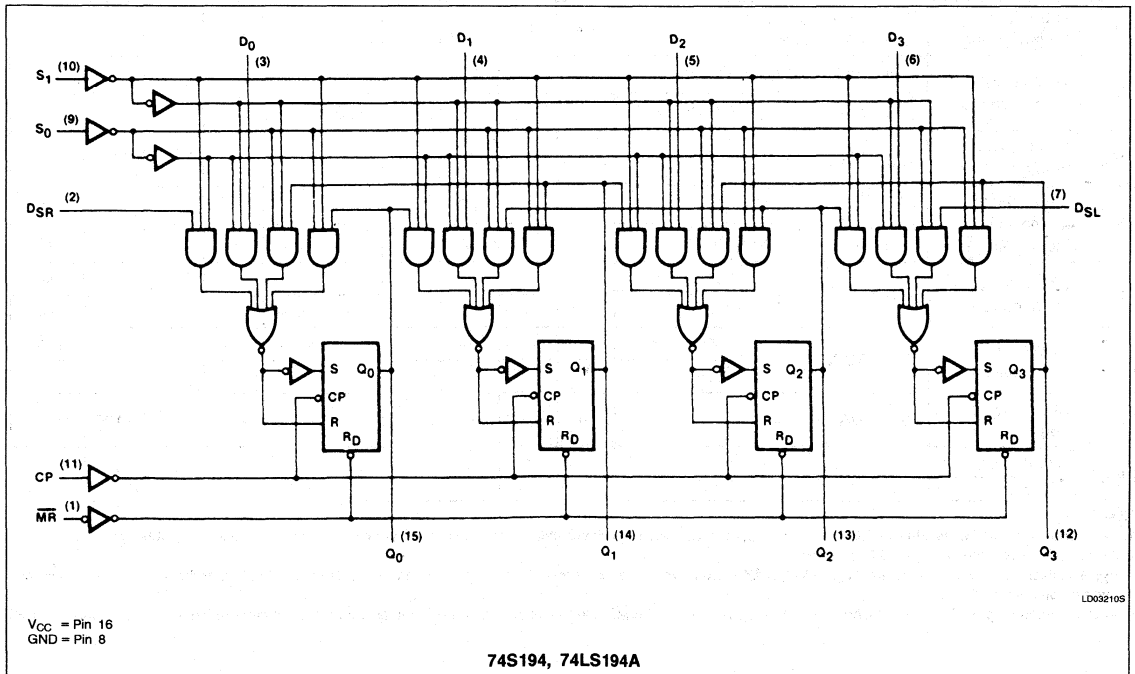 D0 D1 D2 D3
(3) (4) (5) (6)
S1 (10)
S0 (9)
DSR (2)
(7) DSL
S Q0 S Q1 S Q2 S Q3
CP CP CP CP
R R R R
RD RD RD RD
CP (11)
MR (1)
(15) (14) (13) (12)
Q0 Q1 Q2 Q3
LD03210S
VCC = Pin 16
GND = Pin 8
74S194, 74LS194A